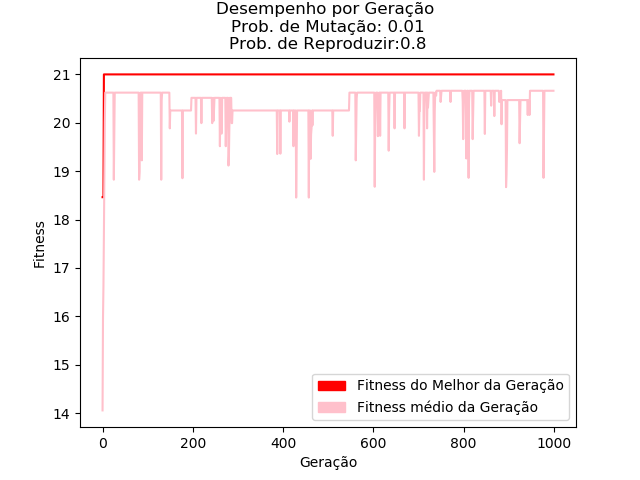 Desempenho por Geração
Prob. de Mutação: 0.01
Prob. de Reproduzir:0.8
21
20
19
18
17
16
15
14
Fitness
0 200 400 600 800 1000
Geração
Fitness do Melhor da Geração
Fitness médio da Geração